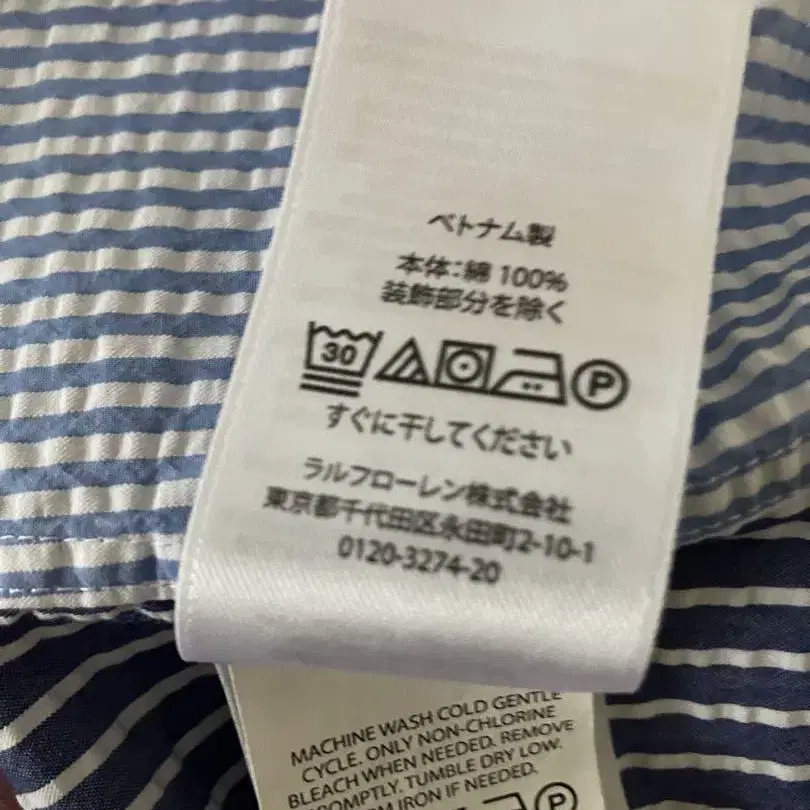 ベトナム製
本体：綿 100%
装飾部分を除く
30 P
すぐに干してください
ラルフローレン株式会社
東京都千代田区永田町2-10-1
0120-3274-20
MACHINE WASH COLD GENTLE
CYCLE. ONLY NON-CHLORINE
BLEACH WHEN NEEDED. REMOVE
PROMPTLY. TUMBLE DRY LOW.
IRON IF NEEDED.
P